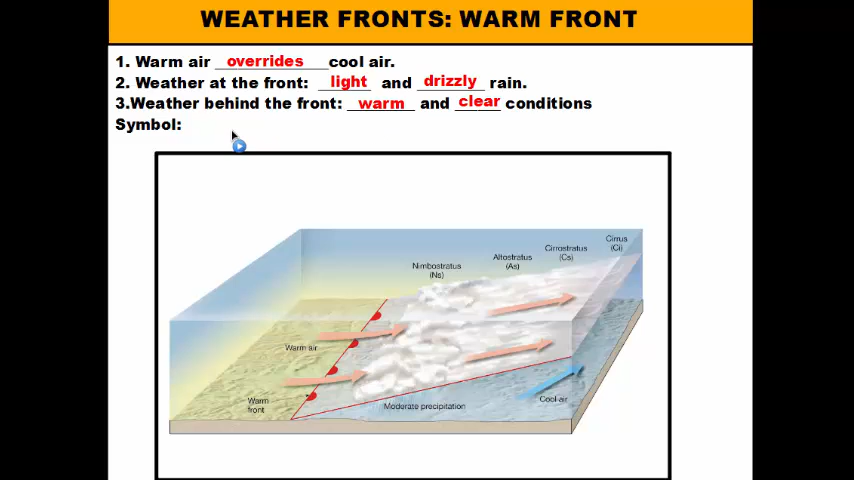 WEATHER FRONTS: WARM FRONT
1. Warm air overrides cool air.
2. Weather at the front: light and drizzly rain.
3.Weather behind the front: warm and clear conditions
Symbol:
Cirrus
(Ci)
Cirrostratus
(Cs)
Altostratus
(As)
Nimbostratus
(Ns)
Warm air
Warm
front
Moderate precipitation
Cool air